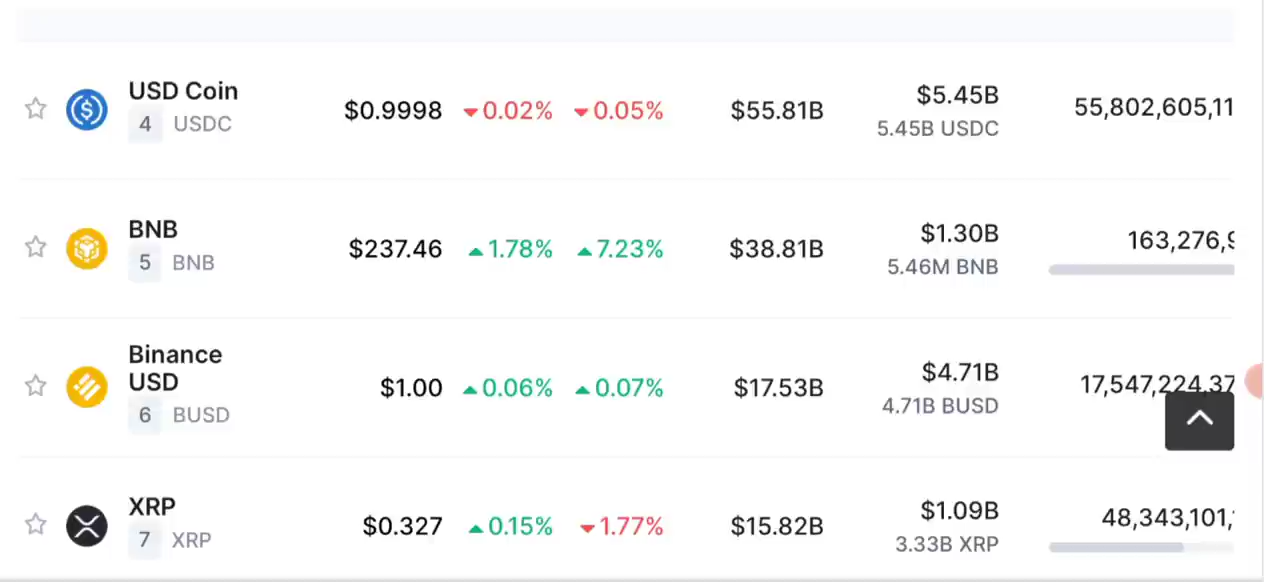 USD Coin
4 USDC
$0.9998 0.02% 0.05% $55.81B
$5.45B
5.45B USDC
55,802,605,11
BNB
5 BNB
$237.46 1.78% 7.23% $38.81B
$1.30B
5.46M BNB
163,276,9
Binance
USD
6 BUSD
$1.00 0.06% 0.07% $17.53B
$4.71B
4.71B BUSD
17,547,224,37
XRP
7 XRP
$0.327 0.15% 1.77% $15.82B
$1.09B
3.33B XRP
48,343,101,